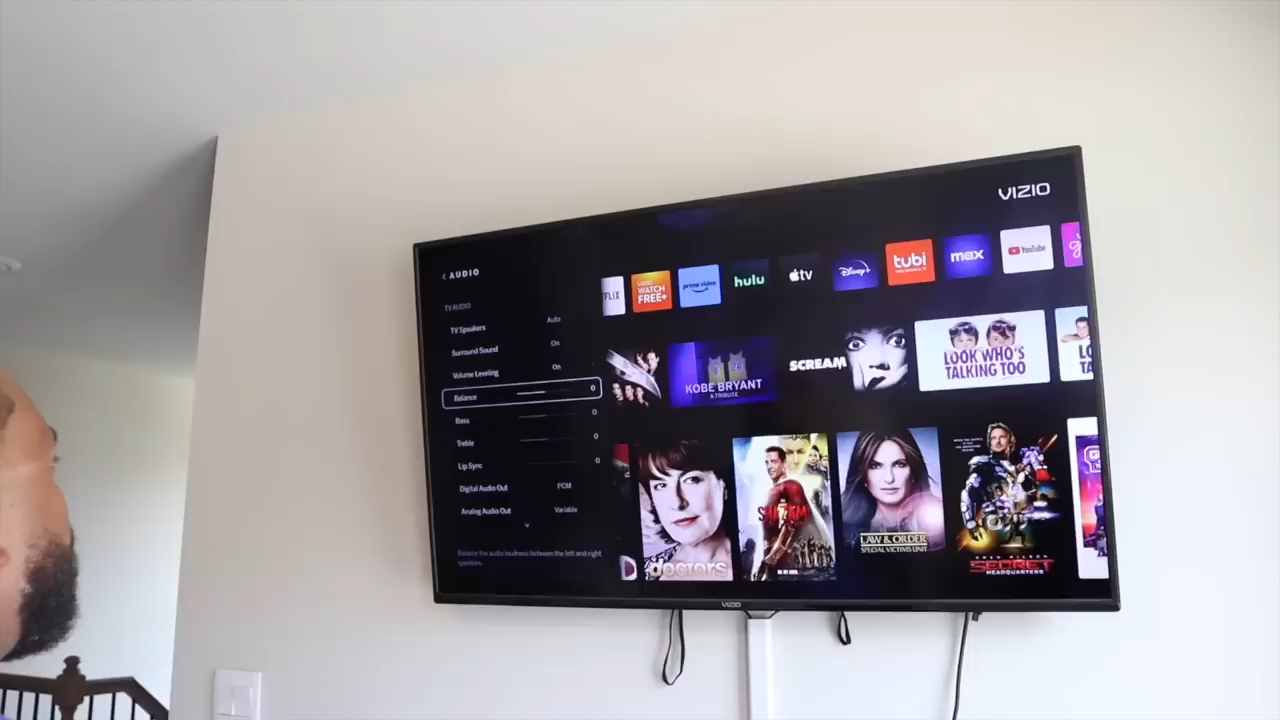 VIZIO
< AUDIO
TV AUDIO
TV Speakers Auto
Surround Sound On
Volume Leveling On
Balance 0
Bass 0
Treble 0
Lip Sync 0
Digital Audio Out PCM
Analog Audio Out Variable
Balance the audio loudness between the left and right
speakers.
FLIX
WATCH
FREE+
prime video
hulu
tv
Disney+
tubi
max
YouTube
KOBE BRYANT
A TRIBUTE
SCREAM
LOOK WHO'S
TALKING TOO
LO
doctors
SHAZAM!
LAW & ORDER
SPECIAL VICTIMS UNIT
OWEN WILSON
SECRET
HEADQUARTERS
VIZIO